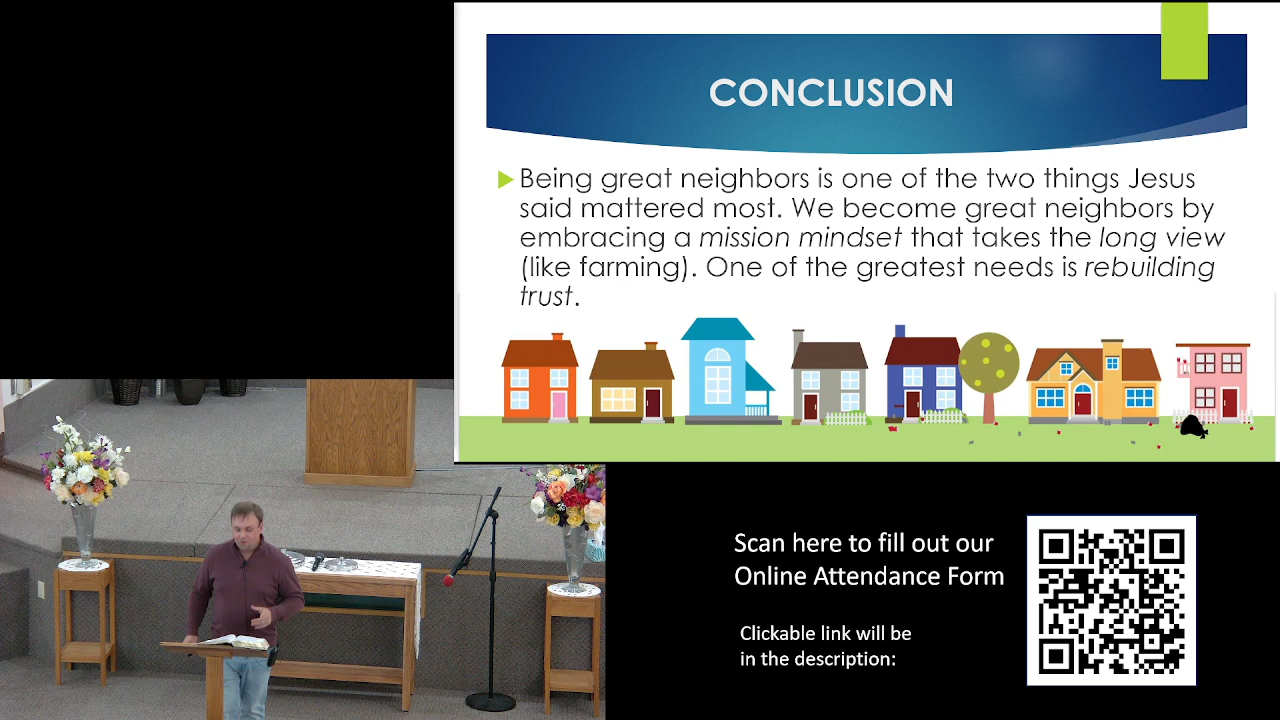 CONCLUSION
Being great neighbors is one of the two things Jesus
said mattered most. We become great neighbors by
embracing a mission mindset that takes the long view
(like farming). One of the greatest needs is rebuilding
trust.
Scan here to fill out our
Online Attendance Form
Clickable link will be
in the description: